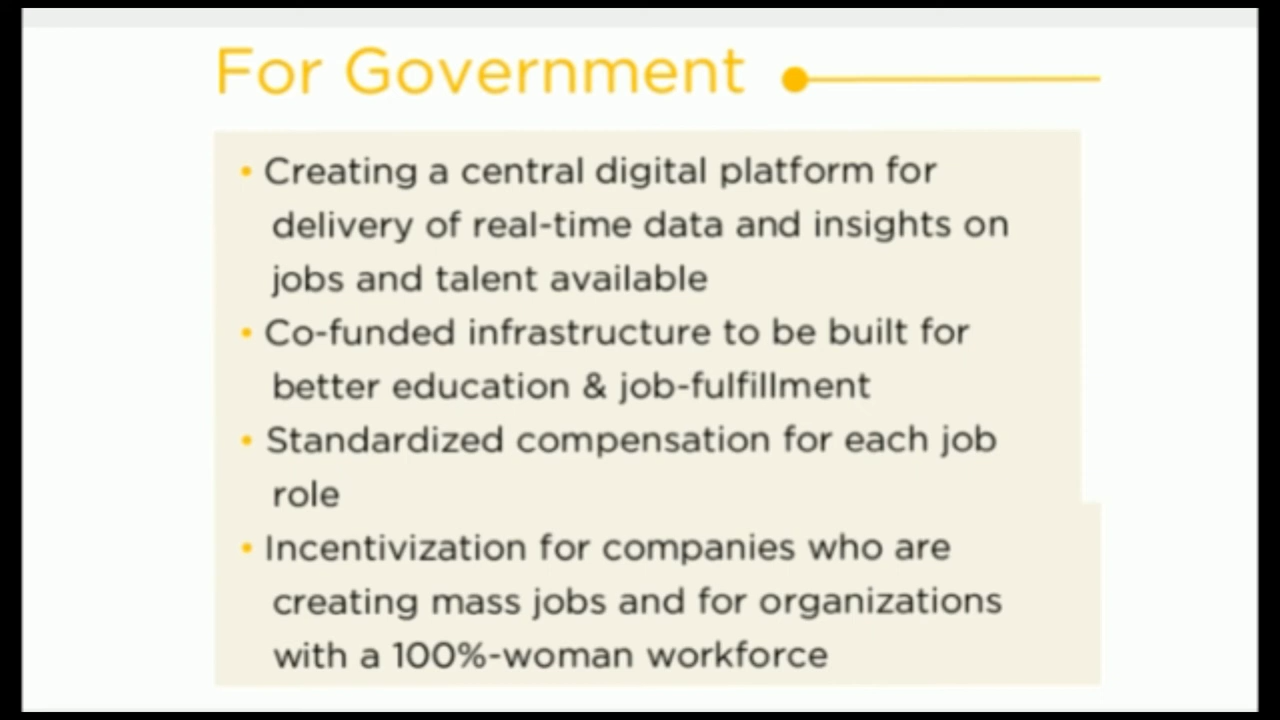 For Government
• Creating a central digital platform for
delivery of real-time data and insights on
jobs and talent available
• Co-funded infrastructure to be built for
better education & job-fulfillment
• Standardized compensation for each job
role
• Incentivization for companies who are
creating mass jobs and for organizations
with a 100%-woman workforce